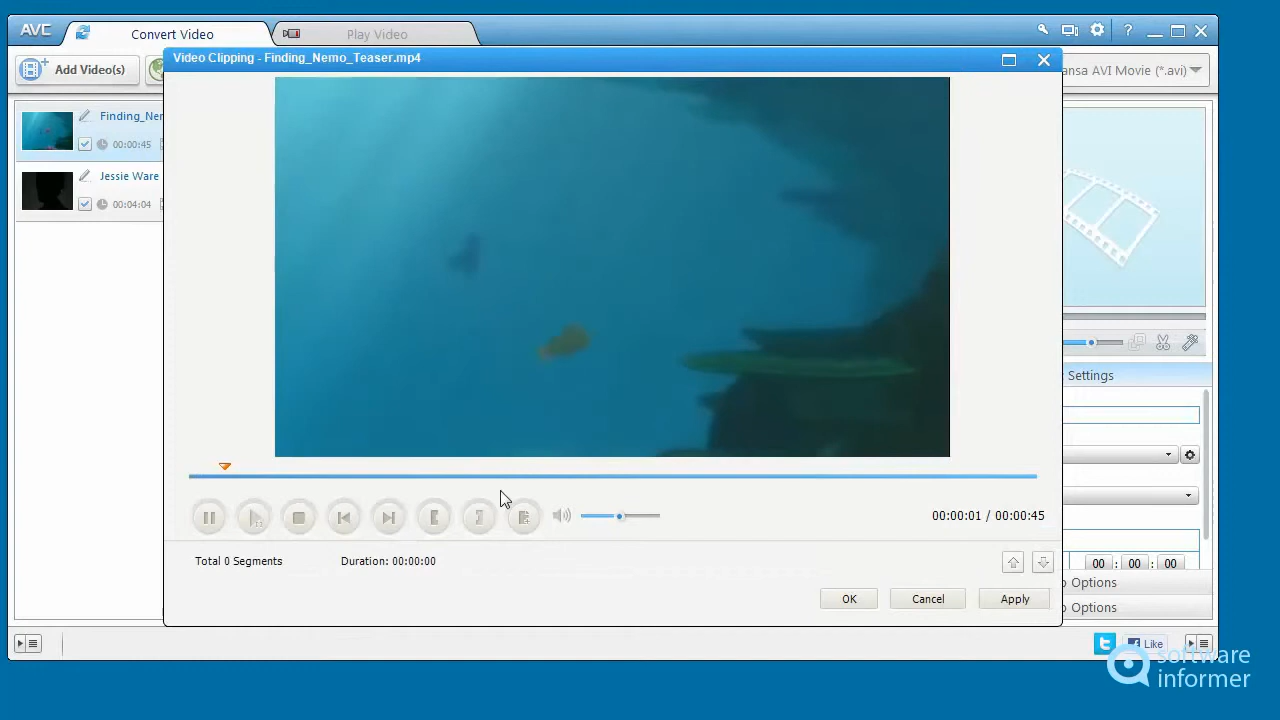 AVC
Convert Video
Play Video
?
Video Clipping - Finding_Nemo_Teaser.mp4
Add Video(s)
ansa AVI Movie (*.avi)
Finding_Ner
00:00:45
Jessie Ware
00:04:04
Settings
00:00:01 / 00:00:45
Total 0 Segments
Duration: 00:00:00
00 : 00 : 00
Options
OK
Cancel
Apply
Options
Like
software
informer